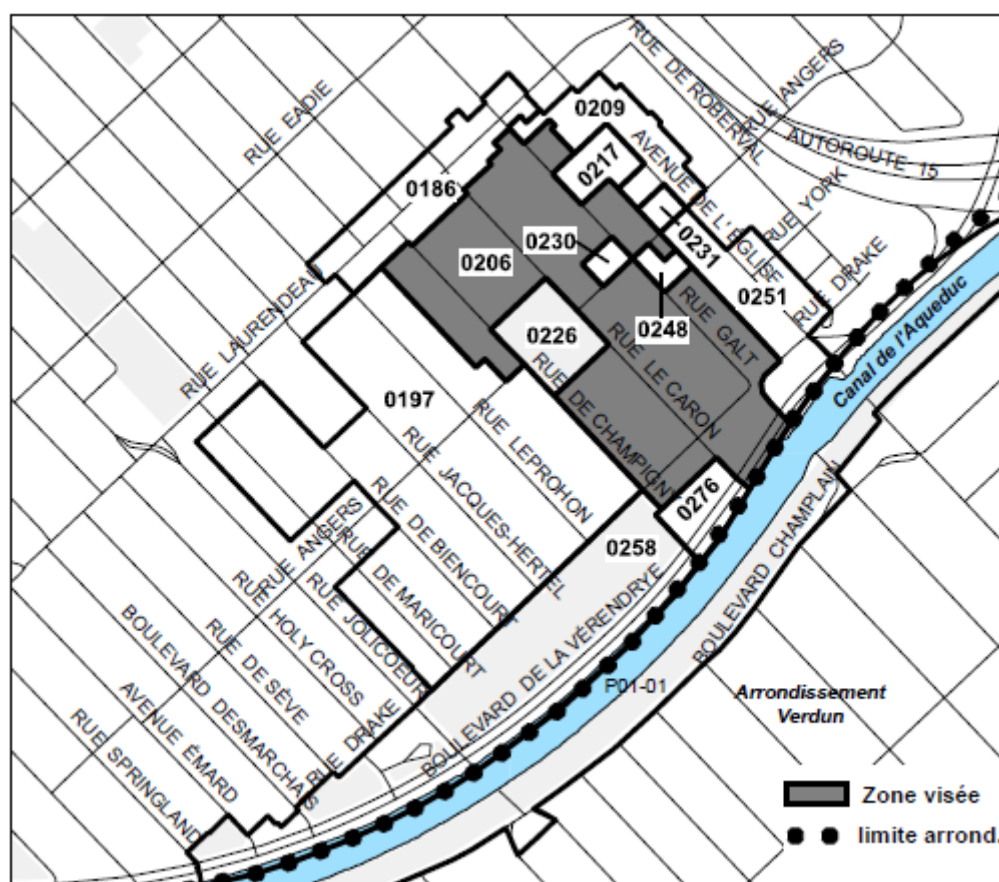 RUE EADIE
RUE DE ROBERVAL
RUE ANGERS
AUTOROUTE 15
0209
AVENUE DE L'ÉGLISE
0217
RUE YORK
0186
0231
0230
0206
RUE DRAKE
0251
0248
RUE GALT
Canal de l'Aqueduc
RUE LAURENDEAU
0226
RUE LE CARON
RUE DE CHAMPIGNY
0197
RUE LEPROHON
RUE JACQUES-HERTEL
0276
BOULEVARD CHAMPLAIN
RUE ANGERS
RUE DE BIENCOURT
0258
RUE DE MARICOURT
RUE JOLICOEUR
RUE HOLY CROSS
RUE DE SÈVE
BOULEVARD DESMARCHAIS
BOULEVARD DE LA VÉRENDRYE
P01-01
Arrondissement
Verdun
RUE DRAKE
AVENUE ÉMARD
RUE SPRINGLAND
Zone visée
limite arrond.